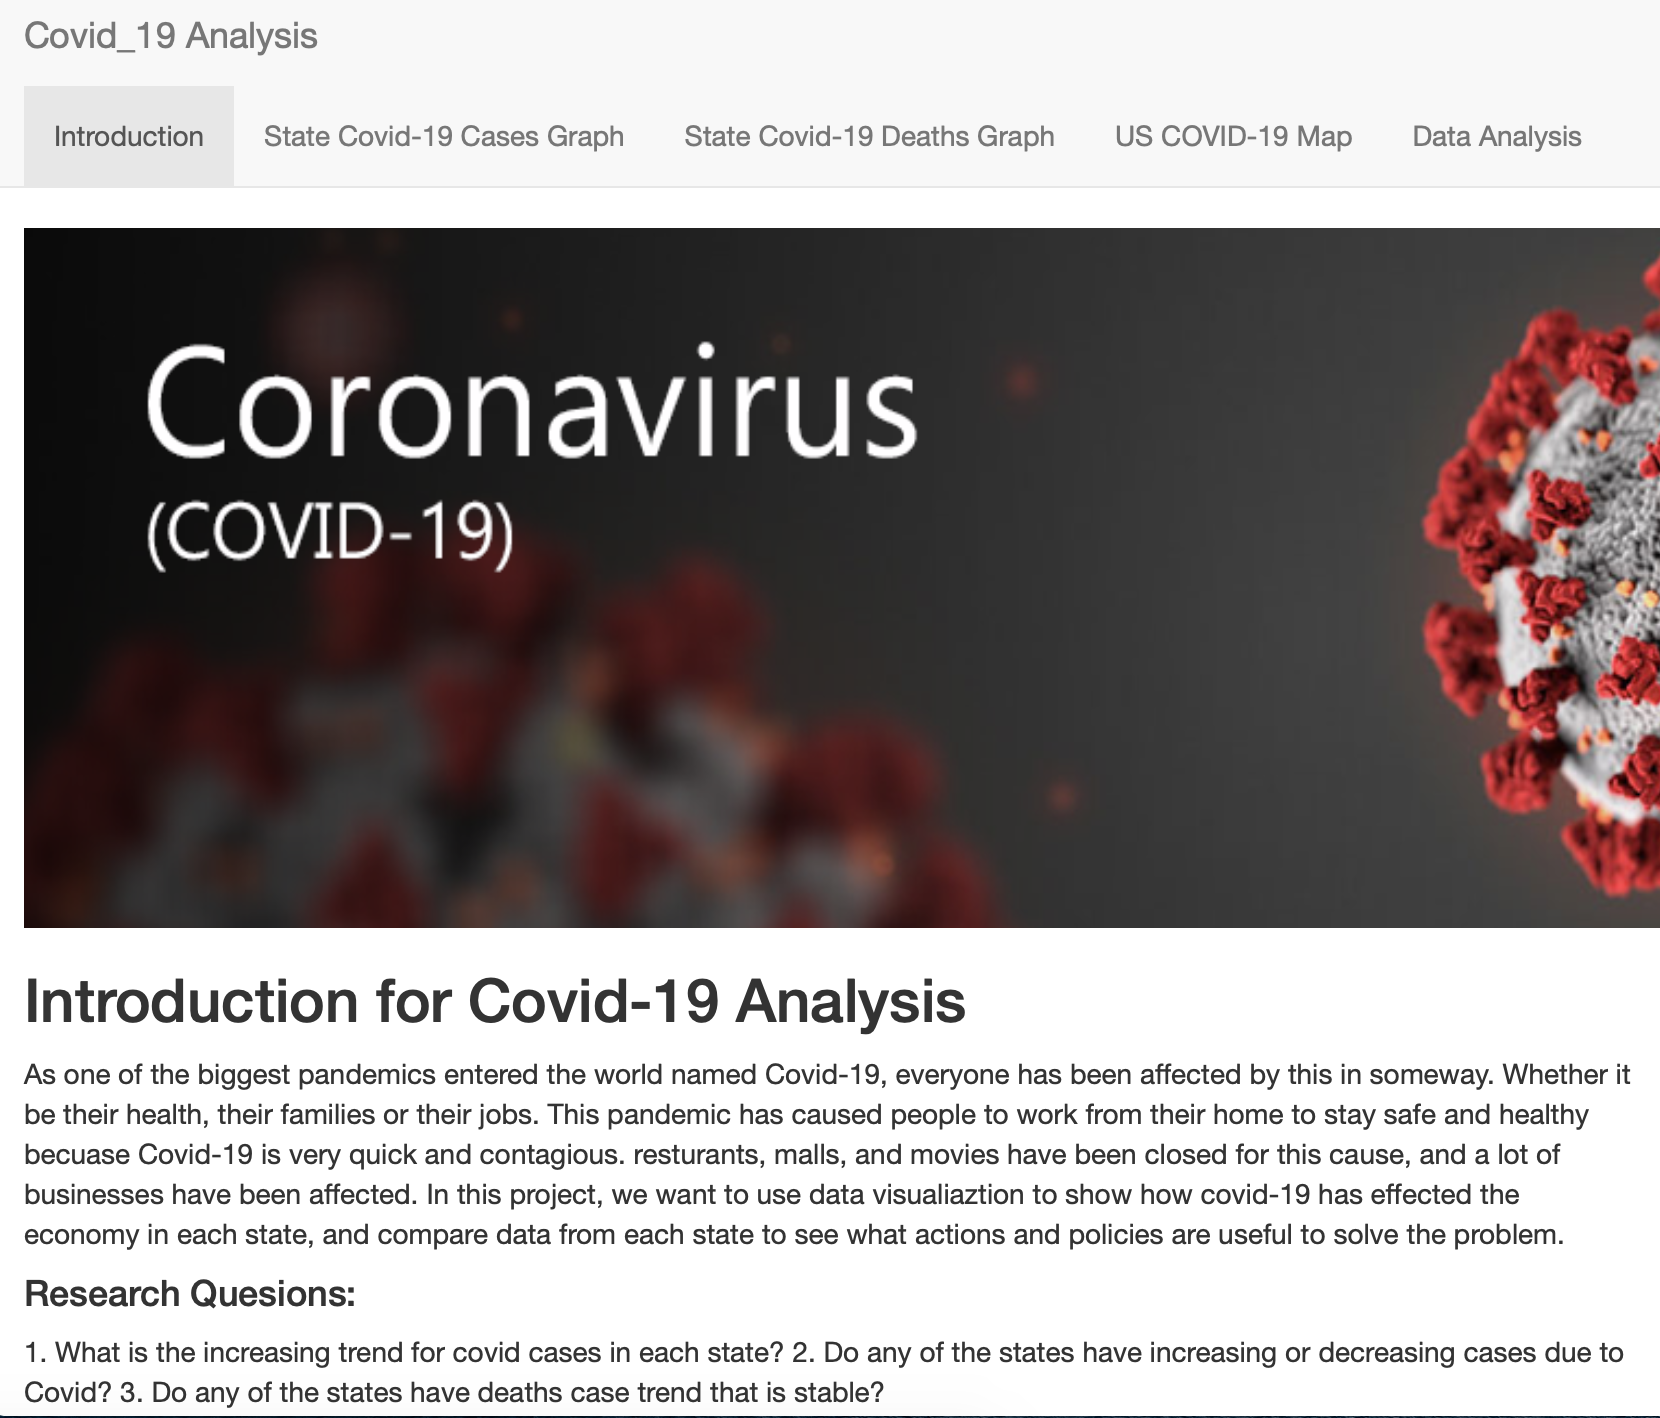 Covid_19 Analysis
Introduction State Covid-19 Cases Graph State Covid-19 Deaths Graph US COVID-19 Map Data Analysis
Coronavirus
(COVID-19)
Introduction for Covid-19 Analysis
As one of the biggest pandemics entered the world named Covid-19, everyone has been affected by this in someway. Whether it
be their health, their families or their jobs. This pandemic has caused people to work from their home to stay safe and healthy
becuase Covid-19 is very quick and contagious. resturants, malls, and movies have been closed for this cause, and a lot of
businesses have been affected. In this project, we want to use data visualiaztion to show how covid-19 has effected the
economy in each state, and compare data from each state to see what actions and policies are useful to solve the problem.
Research Quesions:
1. What is the increasing trend for covid cases in each state? 2. Do any of the states have increasing or decreasing cases due to
Covid? 3. Do any of the states have deaths case trend that is stable?